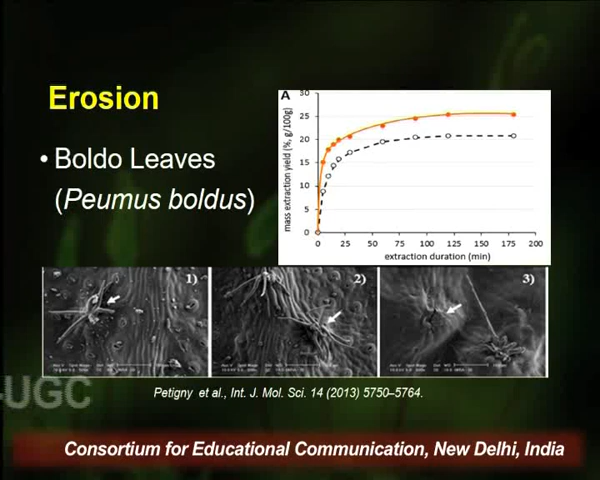 Erosion
• Boldo Leaves
(Peumus boldus)
A
mass extraction yield (%, g/100g)
30
25
20
15
10
5
0
0 25 50 75 100 125 150 175 200
extraction duration (min)
1)
2)
3)
Petigny et al., Int. J. Mol. Sci. 14 (2013) 5750–5764.
-UGC
Consortium for Educational Communication, New Delhi, India